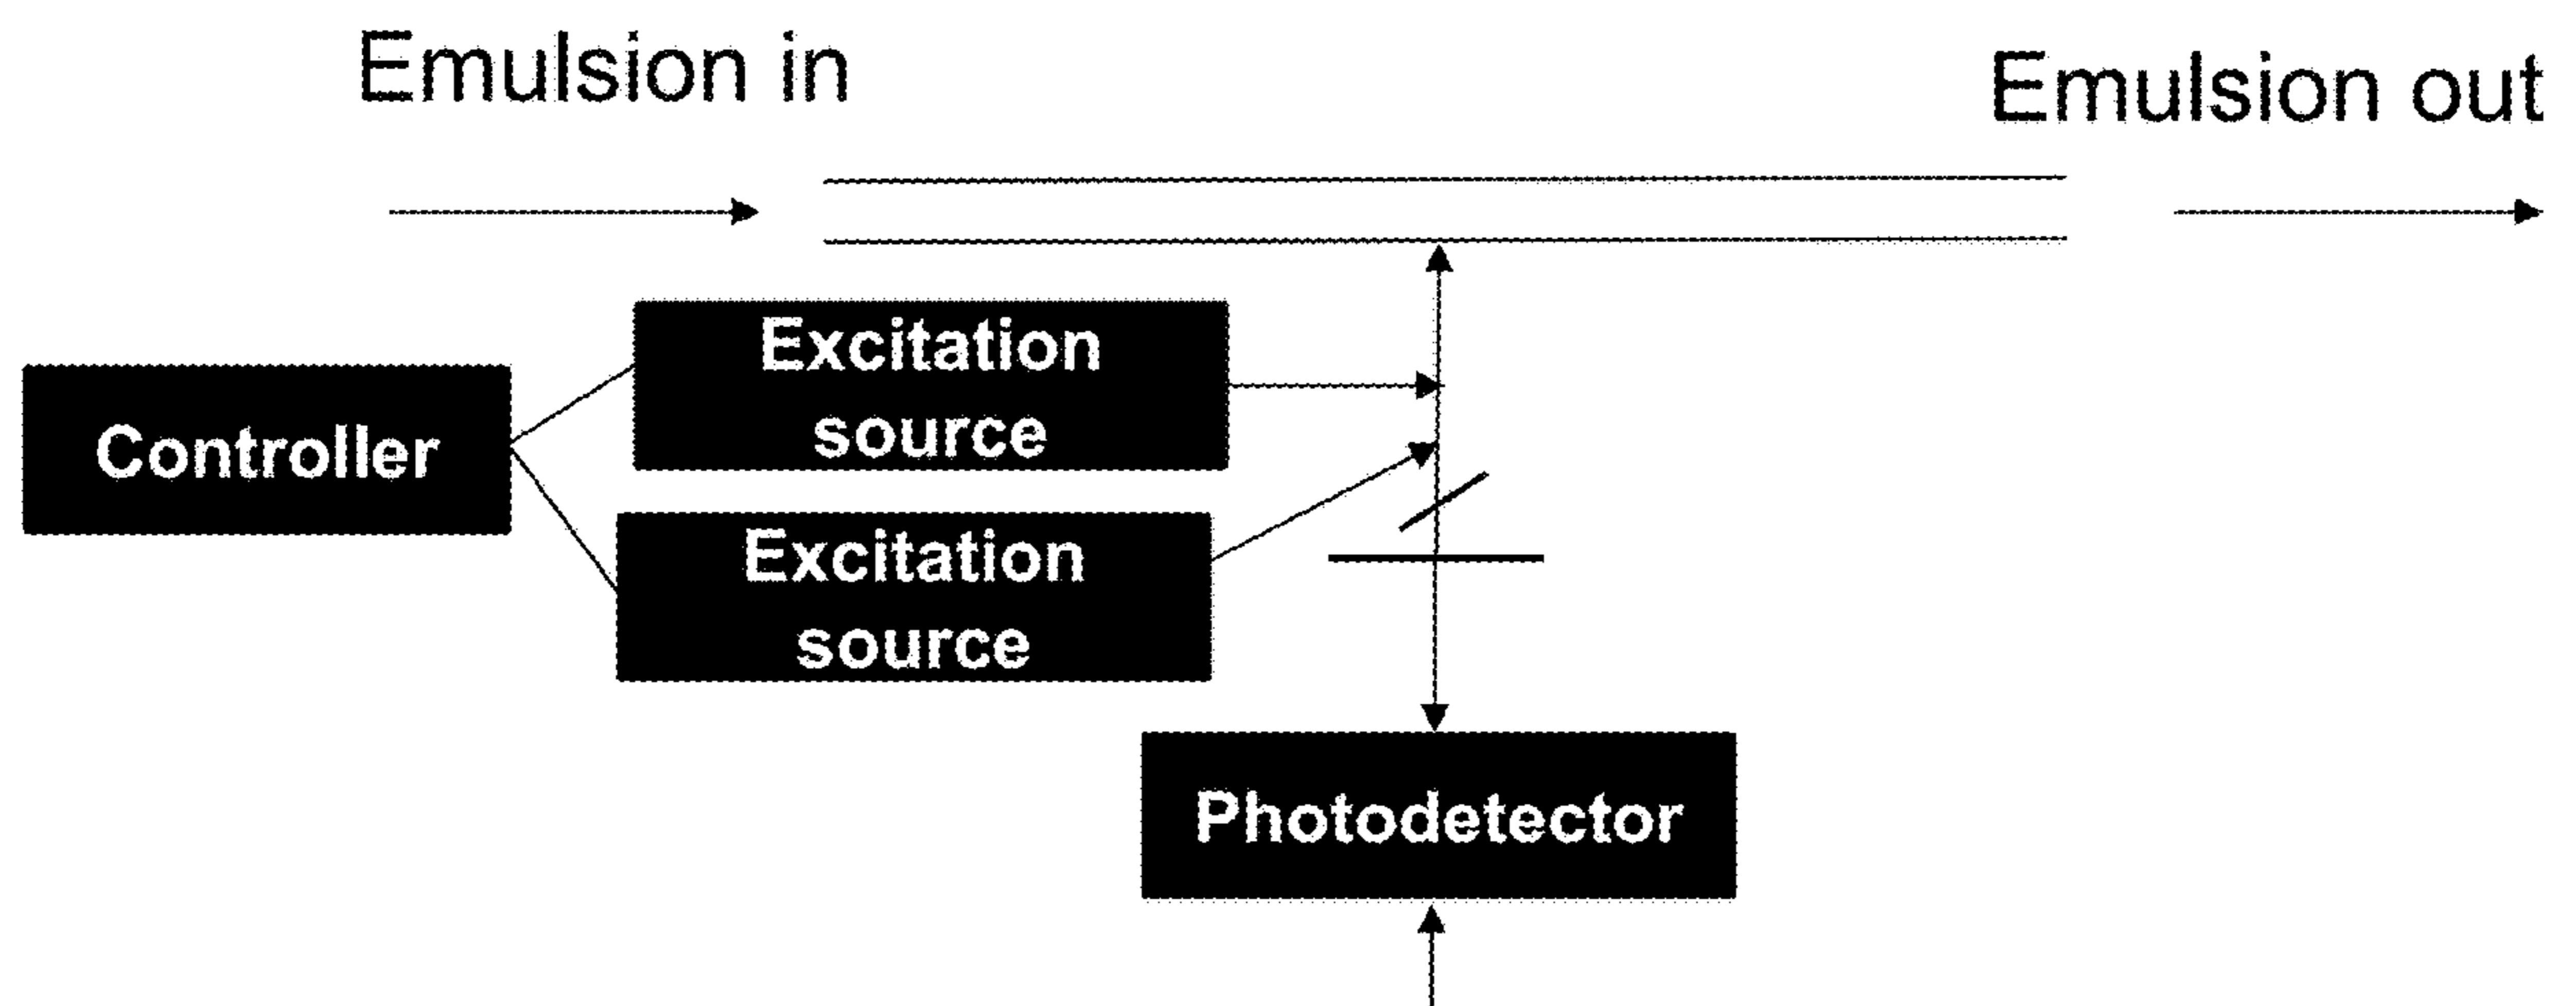 Emulsion in
Emulsion out
Excitation
source
Controller
Excitation
source
Photodetector